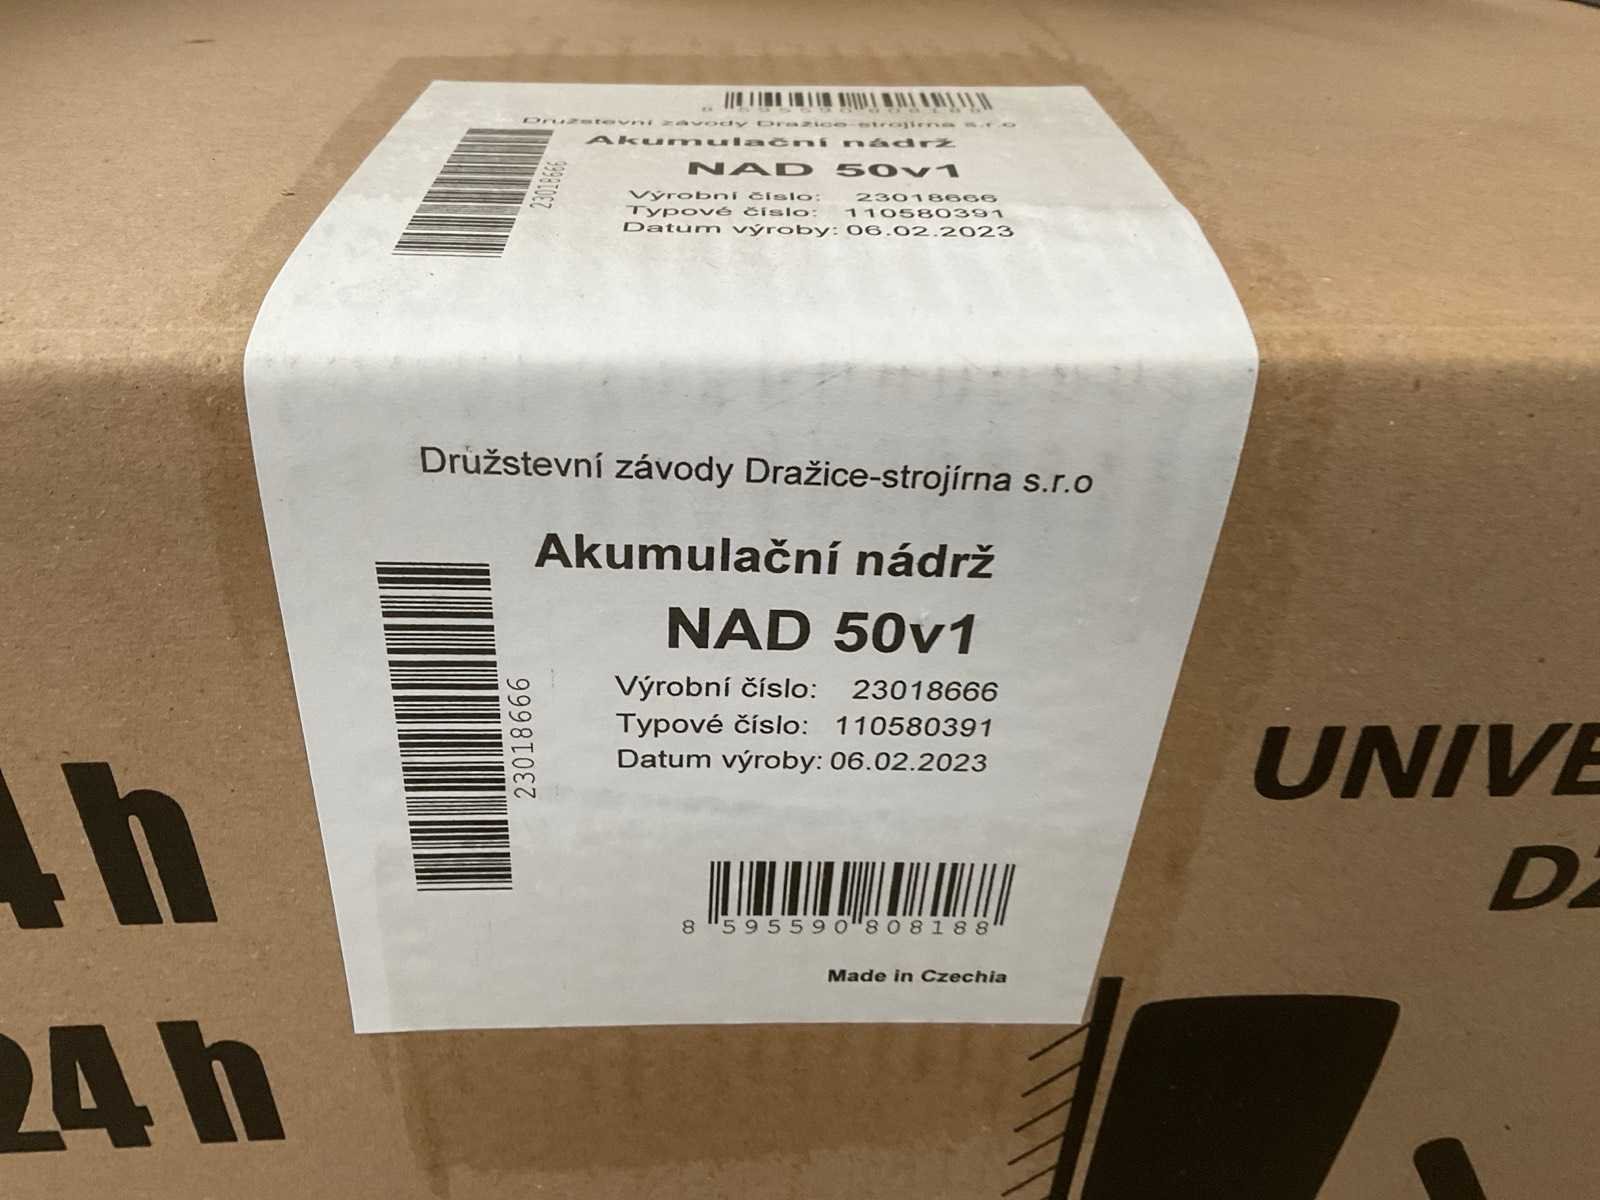 8 595590 808188
Družstevní závody Dražice-strojírna s.r.o
Akumulační nádrž
NAD 50v1
23018666
Výrobní číslo: 23018666
Typové číslo: 110580391
Datum výroby: 06.02.2023
Družstevní závody Dražice-strojírna s.r.o
Akumulační nádrž
NAD 50v1
Výrobní číslo: 23018666
Typové číslo: 110580391
Datum výroby: 06.02.2023
23018666
8 595590 808188
Made in Czechia
4 h
24 h
UNIVE
DZ